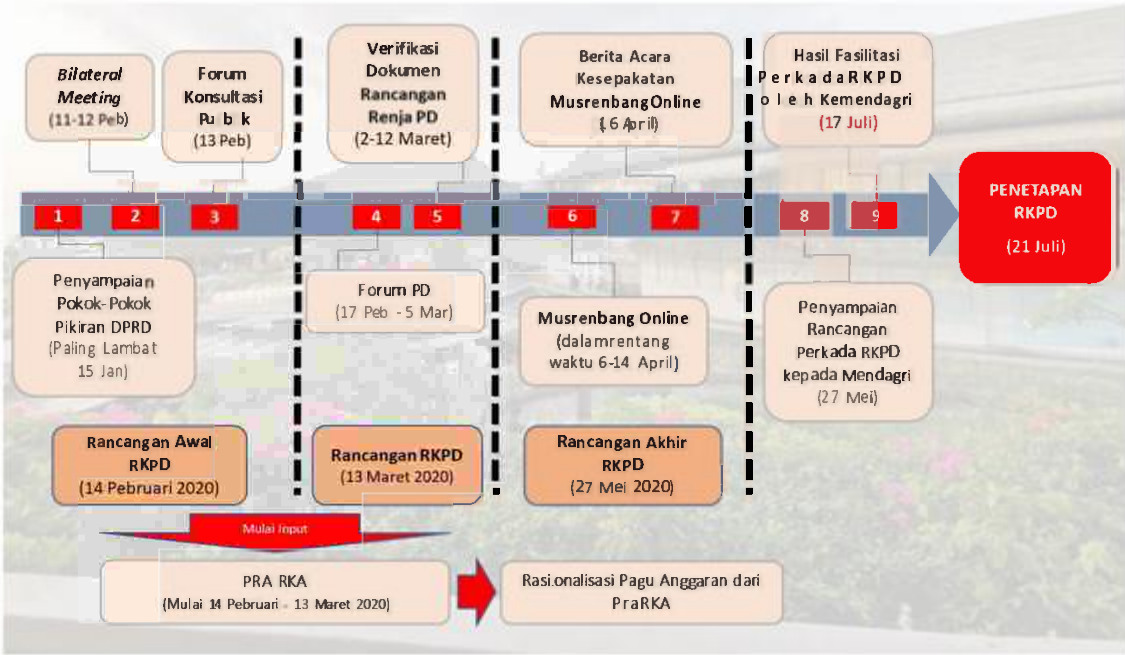 Bilateral
Meeting
(11-12 Peb)
Forum
Konsultasi
Pub k
(13 Peb)
Verifikasi
Dokumen
Rancangan
Renja PD
(2-12 Maret)
Berita Acara
Kesepakatan
Musrenbang Online
(16 April)
Hasil Fasilitasi
Perkada RKPD
oleh Kemendagri
(17 Juli)
1 2 3 4 5 6 7 8 9
PENETAPAN
RKPD
(21 Juli)
Penyampaian
Pokok-Pokok
Pikiran DPRD
(Paling Lambat
15 Jan)
Forum PD
(17 Peb - 5 Mar)
Musrenbang Online
(dalam rentang
waktu 6-14 April)
Penyampaian
Rancangan
Perkada RKPD
kepada Mendagri
(27 Mei)
Rancangan Awal
RKPD
(14 Pebruari 2020)
Rancangan RKPD
(13 Maret 2020)
Rancangan Akhir
RKPD
(27 Mei 2020)
Mulai Input
PRA RKA
(Mulai 14 Pebruari - 13 Maret 2020)
Rasionalisasi Pagu Anggaran dari
Pra RKA